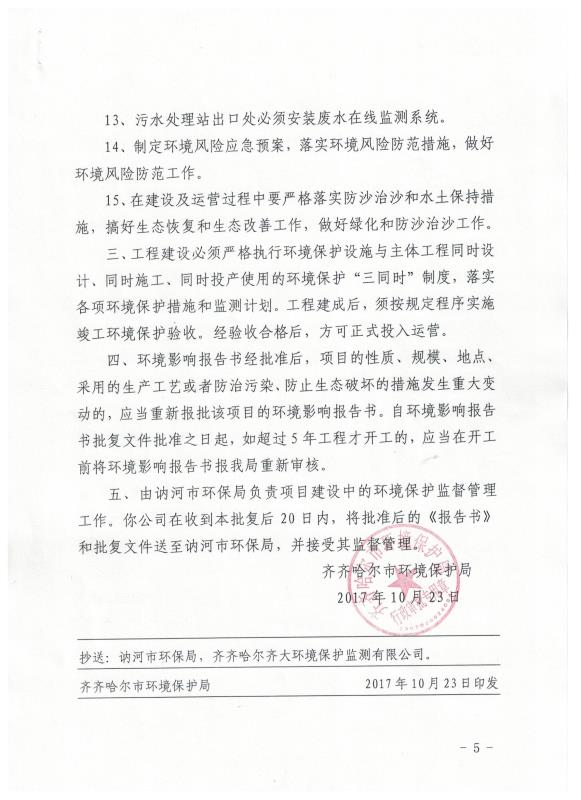 13、污水处理站出口处必须安装废水在线监测系统。
14、制定环境风险应急预案，落实环境风险防范措施，做好
环境风险防范工作。
15、在建设及运营过程中要严格落实防沙治沙和水土保持措
施，搞好生态恢复和生态改善工作，做好绿化和防沙治沙工作。
三、工程建设必须严格执行环境保护设施与主体工程同时设
计、同时施工、同时投产使用的环境保护“三同时”制度，落实
各项环境保护措施和监测计划。工程建成后，须按规定程序实施
竣工环境保护验收。经验收合格后，方可正式投入运营。
四、环境影响报告书经批准后，项目的性质、规模、地点、
采用的生产工艺或者防治污染、防止生态破坏的措施发生重大变
动的，应当重新报批该项目的环境影响报告书。自环境影响报告
书批复文件批准之日起，如超过5年工程才开工的，应当在开工
前将环境影响报告书报我局重新审核。
五、由讷河市环保局负责项目建设中的环境保护监督管理
工作。你公司在收到本批复后20日内，将批准后的《报告书》
和批复文件送至讷河市环保局，并接受其监督管理。
齐齐哈尔市环境保护局
2017年10月23日
齐齐哈尔市环境保护局
行政审批专用章
抄送：讷河市环保局，齐齐哈尔齐大环境保护监测有限公司。
齐齐哈尔市环境保护局 2017年10月23日印发
- 5 -